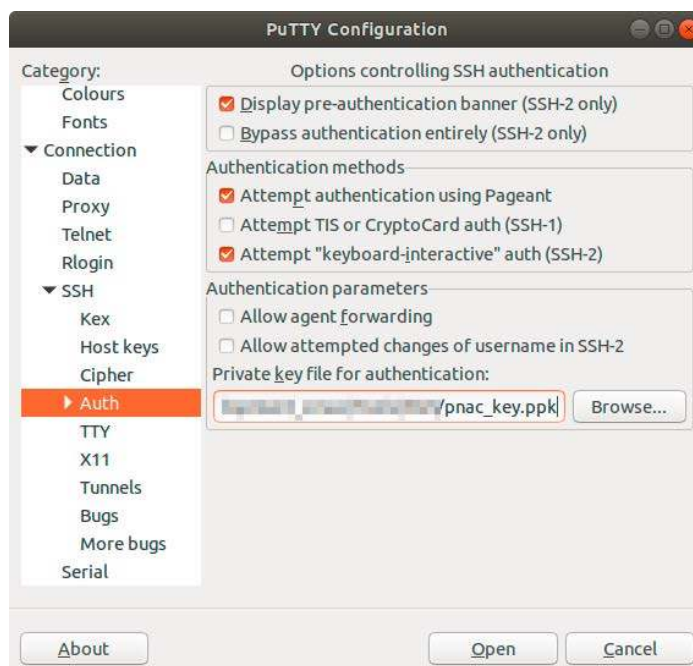 PuTTY Configuration
Category:
Colours
Fonts
Connection
Data
Proxy
Telnet
Rlogin
SSH
Kex
Host keys
Cipher
Auth
TTY
X11
Tunnels
Bugs
More bugs
Serial
Options controlling SSH authentication
Display pre-authentication banner (SSH-2 only)
Bypass authentication entirely (SSH-2 only)
Authentication methods
Attempt authentication using Pageant
Attempt TIS or CryptoCard auth (SSH-1)
Attempt "keyboard-interactive" auth (SSH-2)
Authentication parameters
Allow agent forwarding
Allow attempted changes of username in SSH-2
Private key file for authentication:
/pnac_key.ppk
Browse...
About
Open
Cancel